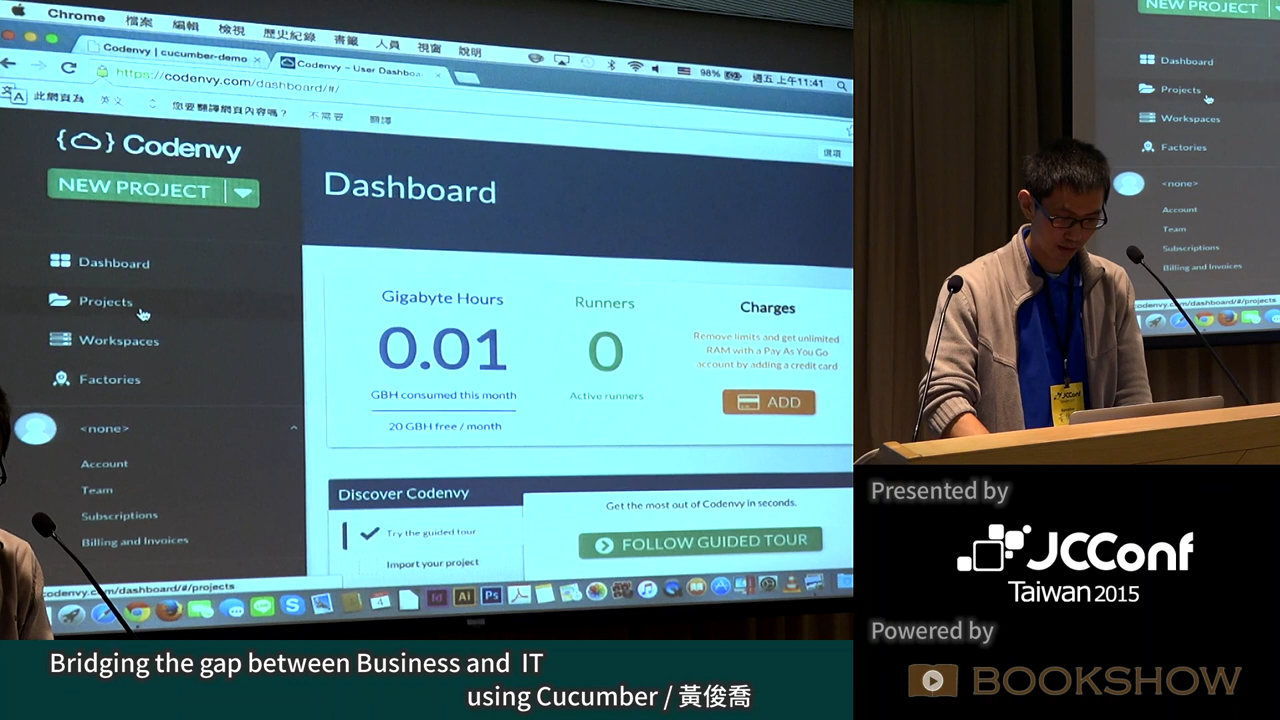 Chrome 檔案 編輯 檢視 歷史紀錄 書籤 人員 視窗 說明
98% 週五 上午11:41
Codenvy | cucumber-demo
Codenvy – User Dashboa
https://codenvy.com/dashboard/#/
此網頁為 英文 您要翻譯網頁內容嗎？ 不需要 翻譯
選項
{ } Codenvy
NEW PROJECT
Dashboard
Projects
Workspaces
Factories
<none>
Account
Team
Subscriptions
Billing and Invoices
codenvy.com/dashboard/#/projects
Dashboard
Gigabyte Hours
0.01
GBH consumed this month
20 GBH free / month
Runners
0
Active runners
Charges
Remove limits and get unlimited
RAM with a Pay As You Go
account by adding a credit card
ADD
Discover Codenvy
Try the guided tour
Import your project
Get the most out of Codenvy in seconds.
FOLLOW GUIDED TOUR
4
Id
Ai
Ps
NEW PROJECT
Dashboard
Projects
Workspaces
Factories
<none>
Account
Team
Subscriptions
Billing and Invoices
codenvy.com/dashboard/#/projects
JCConf
Presented by
JCConf
Taiwan 2015
Powered by
BOOKSHOW
Bridging the gap between Business and IT
using Cucumber / 黃俊喬